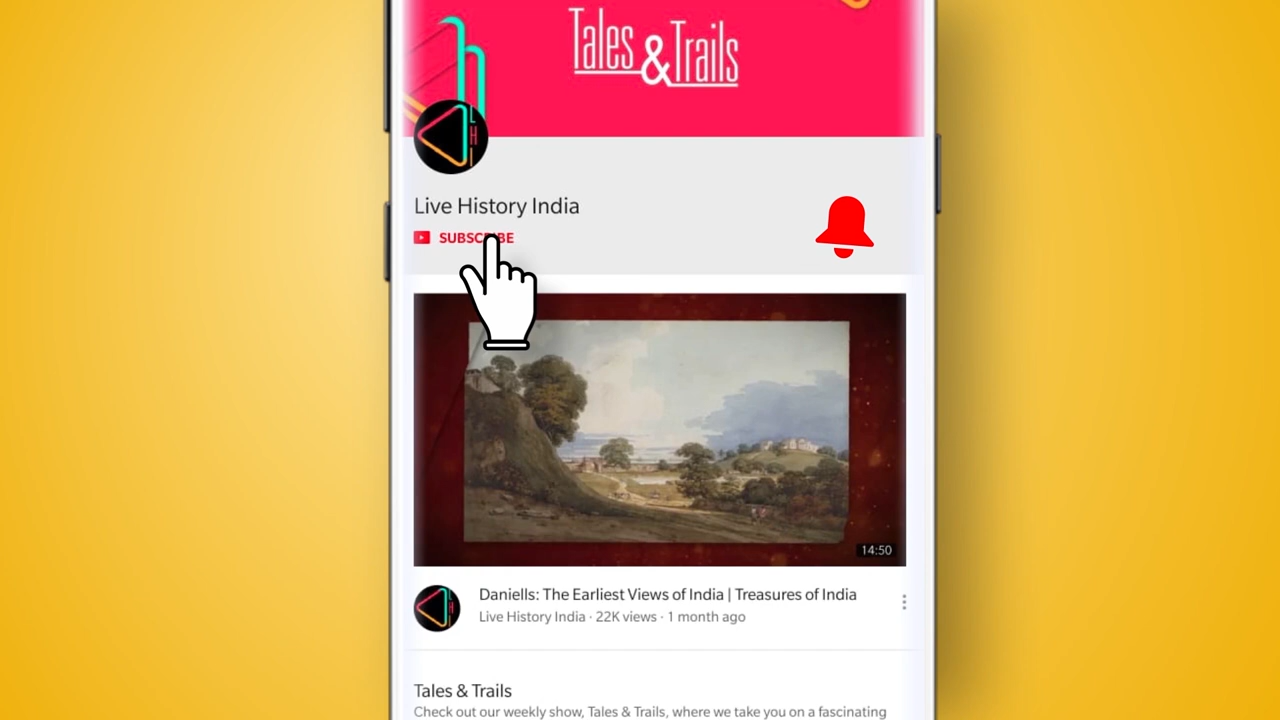 Tales & Trails
LHI
Live History India
SUBSCRIBE
14:50
Daniells: The Earliest Views of India | Treasures of India
LHI
Live History India · 22K views · 1 month ago
Tales & Trails
Check out our weekly show, Tales & Trails, where we take you on a fascinating